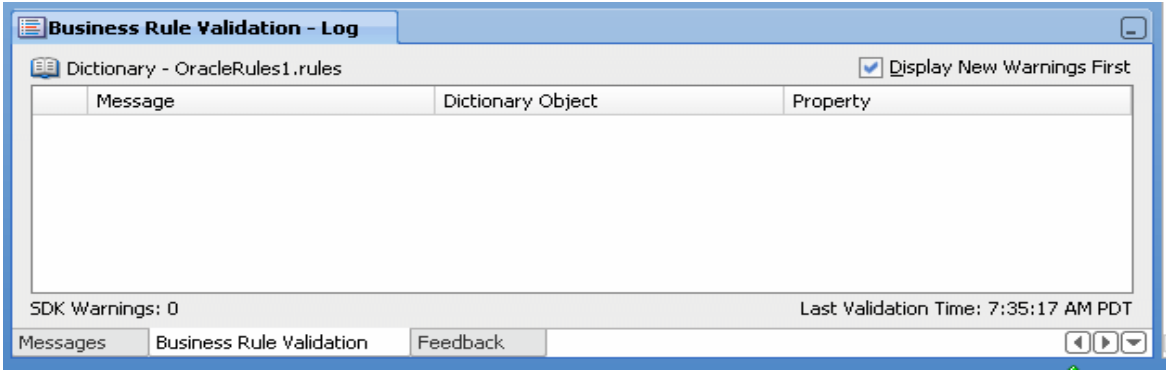 Business Rule Validation - Log
Dictionary - OracleRules1.rules Display New Warnings First
Message Dictionary Object Property
SDK Warnings: 0 Last Validation Time: 7:35:17 AM PDT
Messages Business Rule Validation Feedback